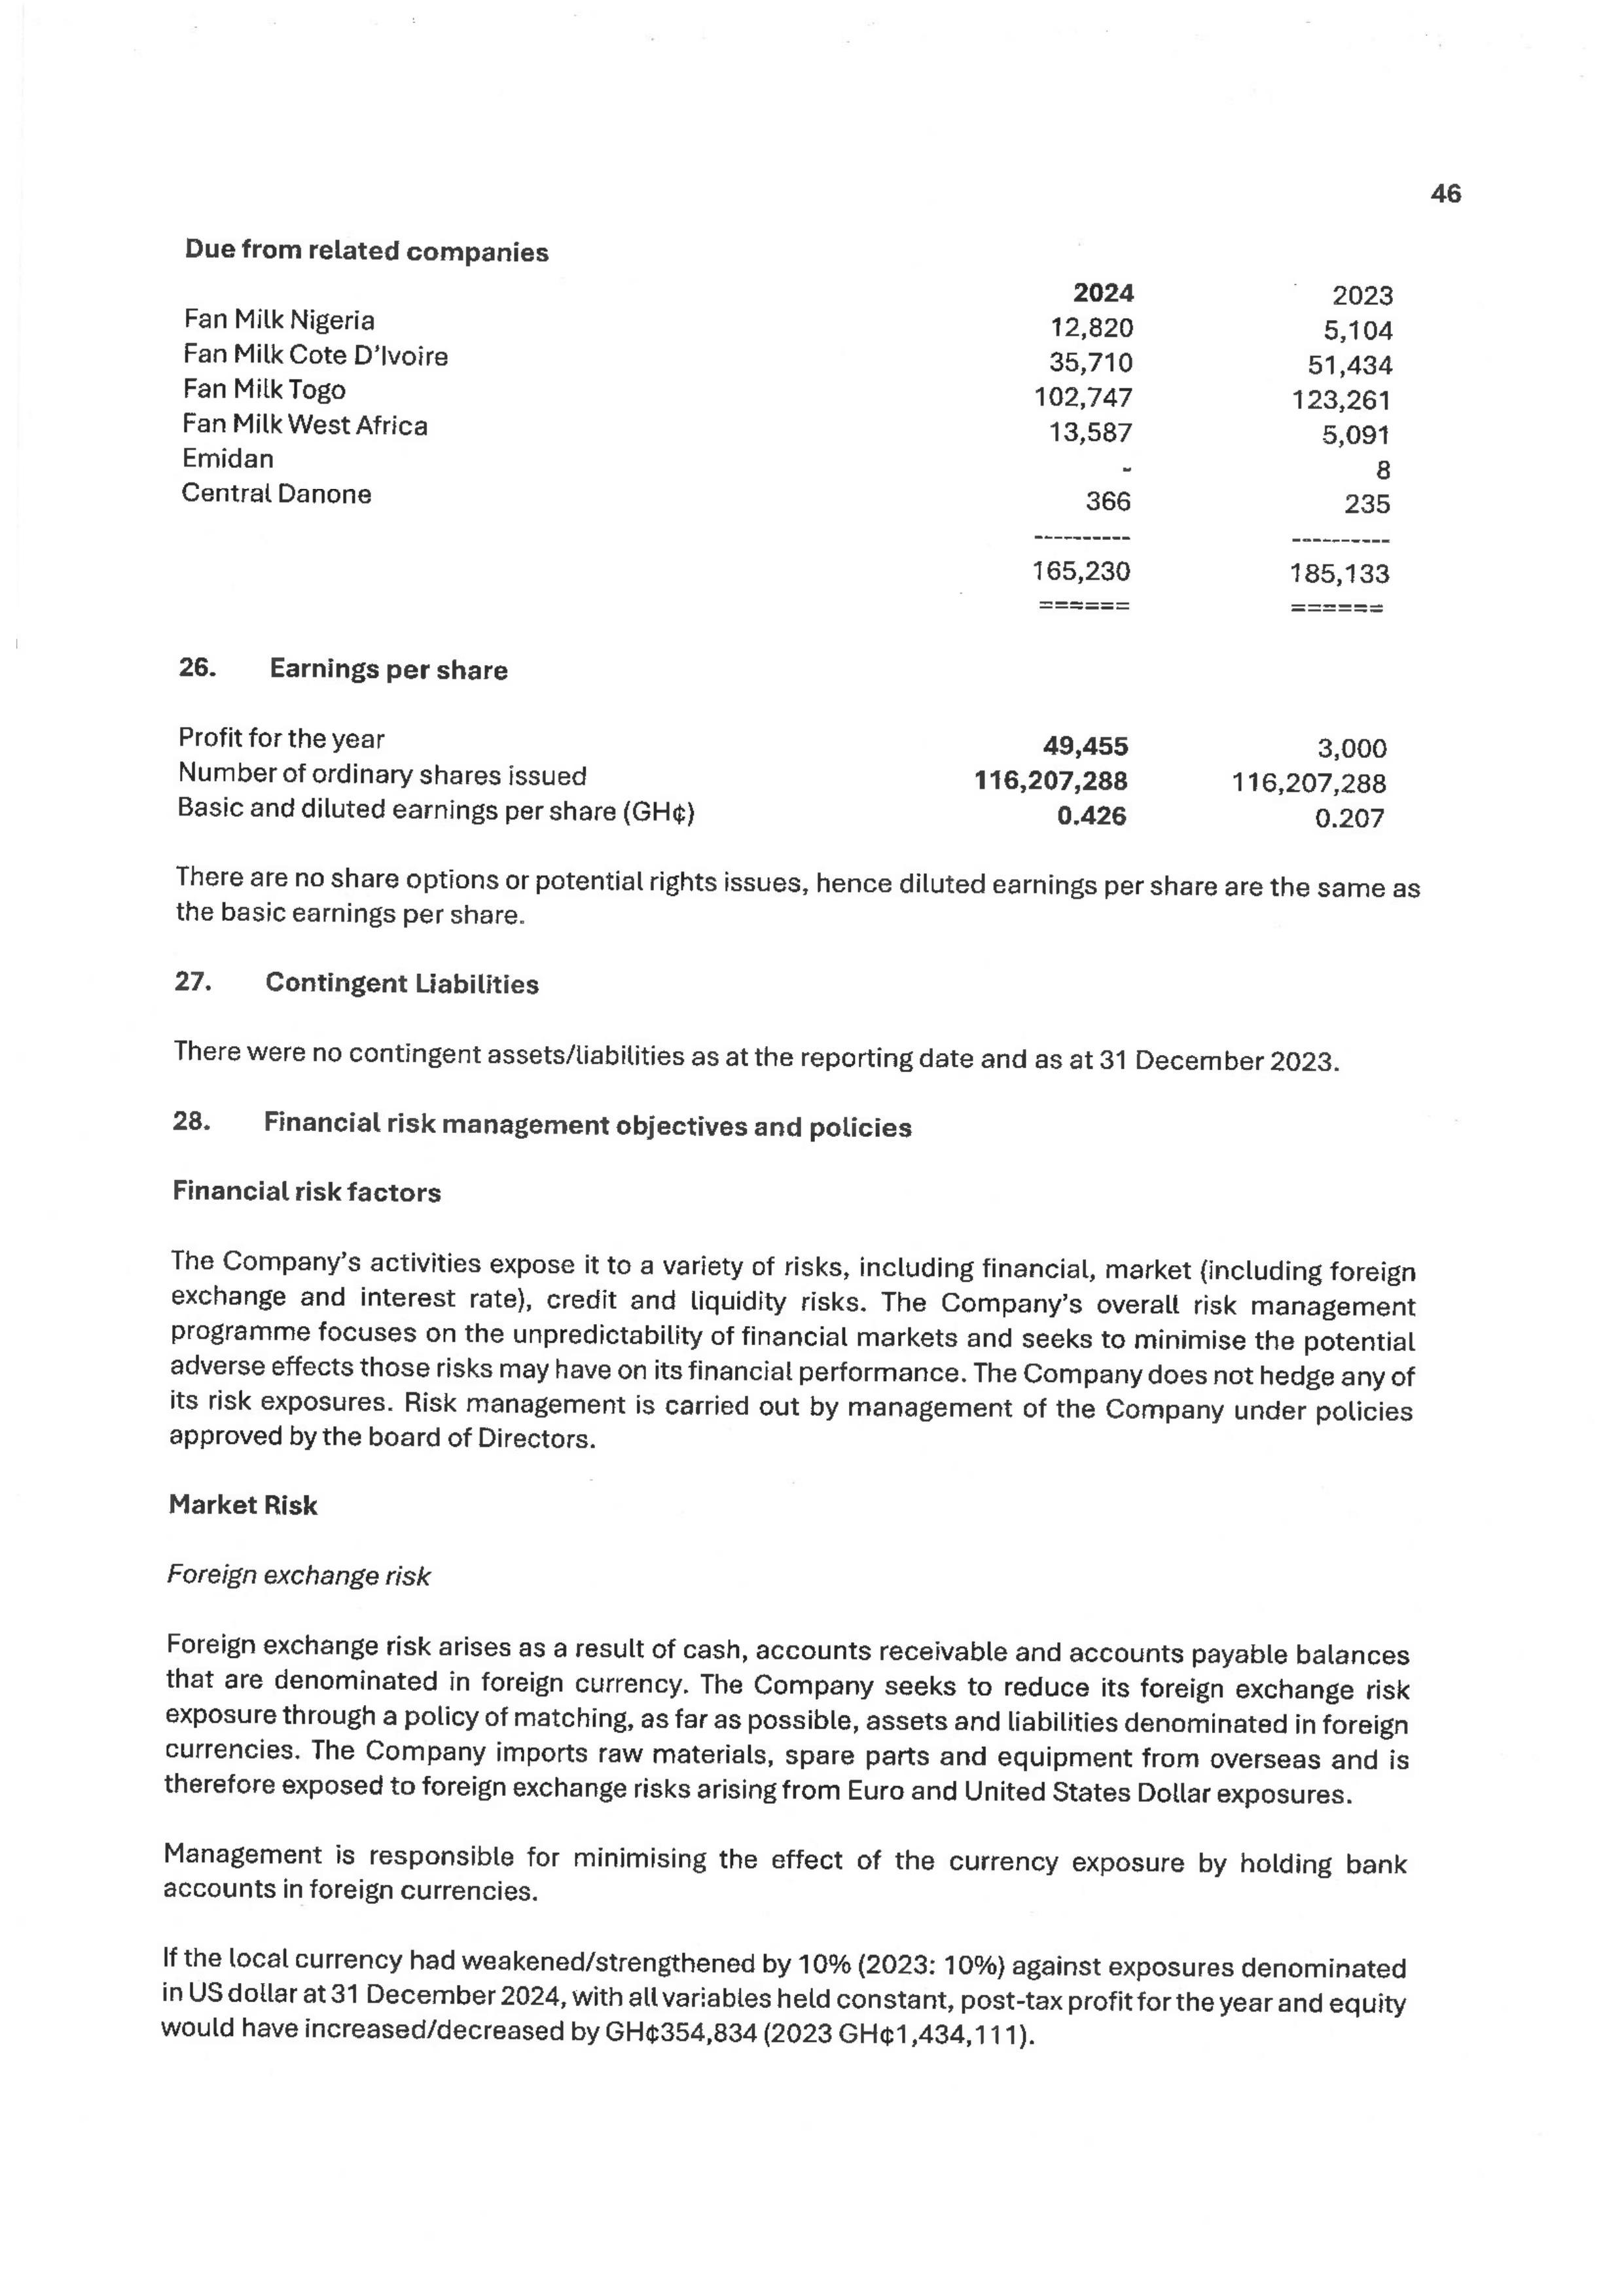 46
Due from related companies
2024 2023
Fan Milk Nigeria 12,820 5,104
Fan Milk Cote D'Ivoire 35,710 51,434
Fan Milk Togo 102,747 123,261
Fan Milk West Africa 13,587 5,091
Emidan - 8
Central Danone 366 235
---------- ----------
165,230 185,133
====== ======
26. Earnings per share
Profit for the year 49,455 3,000
Number of ordinary shares issued 116,207,288 116,207,288
Basic and diluted earnings per share (GH¢) 0.426 0.207
There are no share options or potential rights issues, hence diluted earnings per share are the same as
the basic earnings per share.
27. Contingent Liabilities
There were no contingent assets/liabilities as at the reporting date and as at 31 December 2023.
28. Financial risk management objectives and policies
Financial risk factors
The Company's activities expose it to a variety of risks, including financial, market (including foreign
exchange and interest rate), credit and liquidity risks. The Company's overall risk management
programme focuses on the unpredictability of financial markets and seeks to minimise the potential
adverse effects those risks may have on its financial performance. The Company does not hedge any of
its risk exposures. Risk management is carried out by management of the Company under policies
approved by the board of Directors.
Market Risk
Foreign exchange risk
Foreign exchange risk arises as a result of cash, accounts receivable and accounts payable balances
that are denominated in foreign currency. The Company seeks to reduce its foreign exchange risk
exposure through a policy of matching, as far as possible, assets and liabilities denominated in foreign
currencies. The Company imports raw materials, spare parts and equipment from overseas and is
therefore exposed to foreign exchange risks arising from Euro and United States Dollar exposures.
Management is responsible for minimising the effect of the currency exposure by holding bank
accounts in foreign currencies.
If the local currency had weakened/strengthened by 10% (2023: 10%) against exposures denominated
in US dollar at 31 December 2024, with all variables held constant, post-tax profit for the year and equity
would have increased/decreased by GH¢354,834 (2023 GH¢1,434,111).